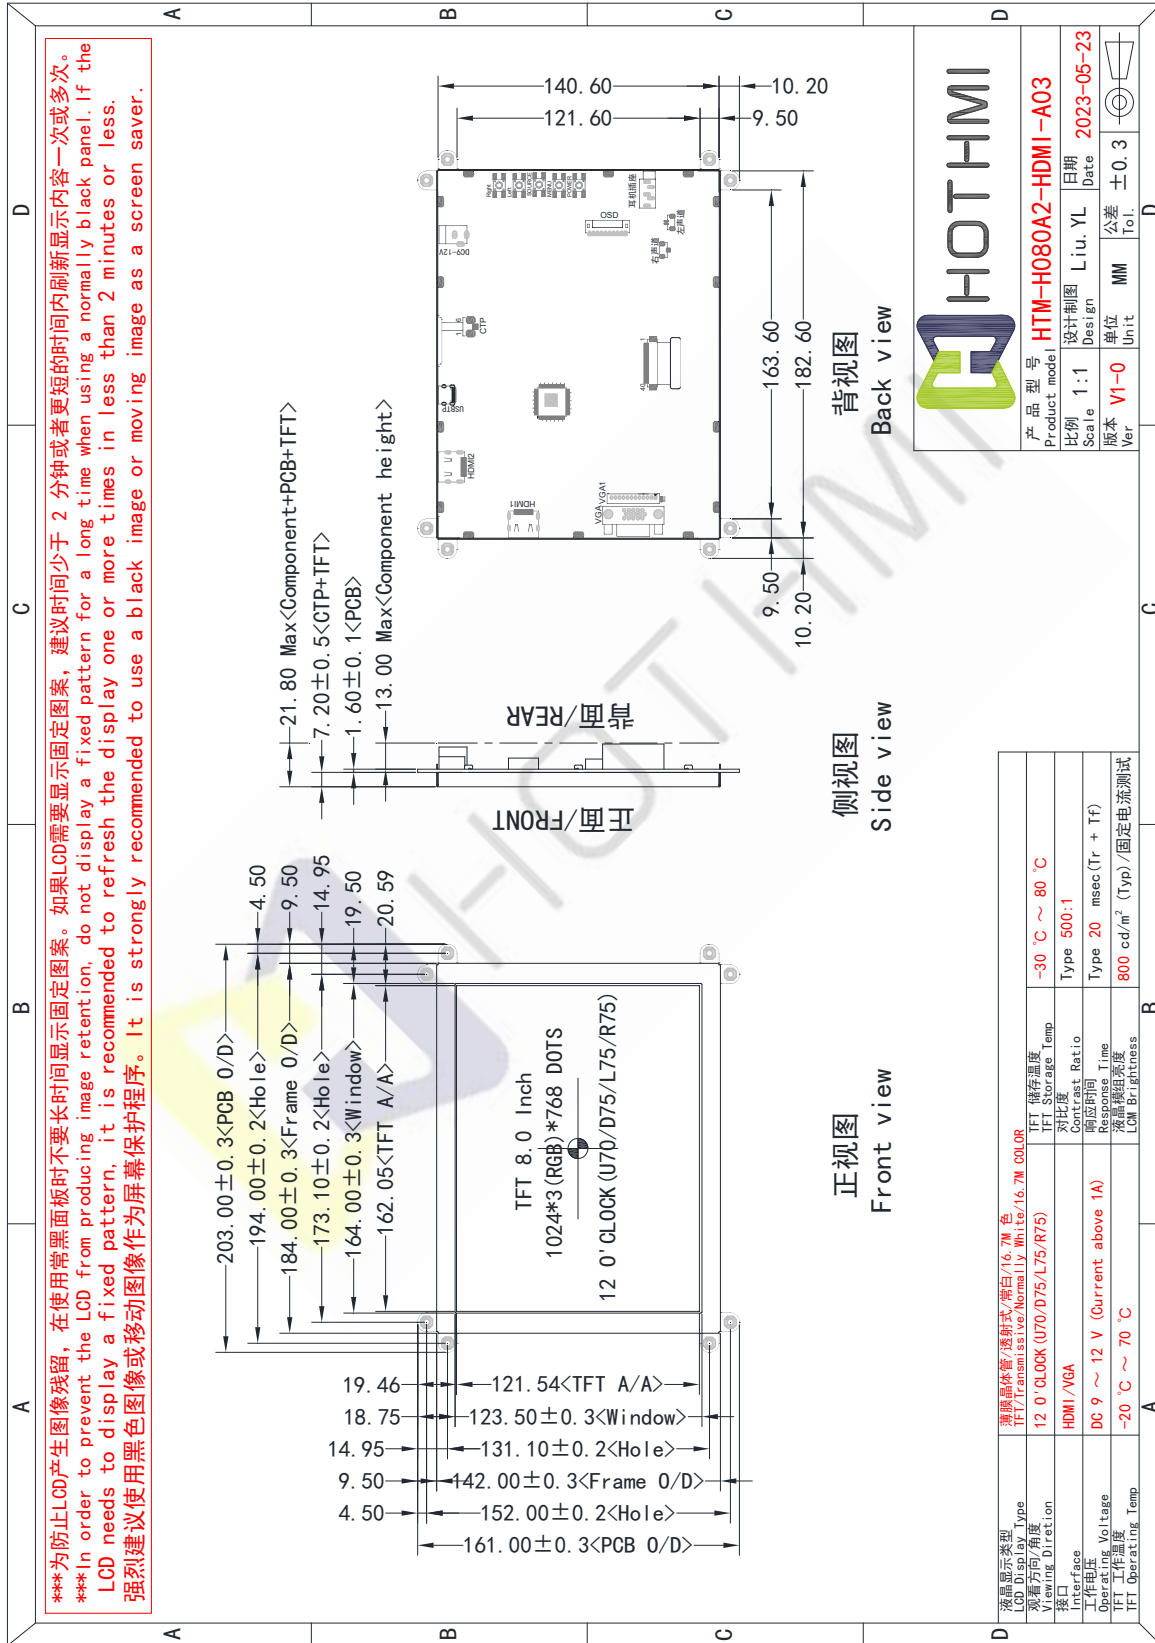 ***为防止LCD产生图像残留，在使用常黑面板时不要长时间显示固定图案。如果LCD需要显示固定图案，建议时间少于 2 分钟或者更短的时间内刷新显示内容一次或多次。
***In order to prevent the LCD from producing image retention, do not display a fixed pattern for a long time when using a normally black panel.If the
LCD needs to display a fixed pattern, it is recommended to refresh the display one or more times in less than 2 minutes or less.
强烈建议使用黑色图像或移动图像作为屏幕保护程序。It is strongly recommended to use a black image or moving image as a screen saver.
A
B
C
D
A
B
C
D
A
B
C
D
A
B
C
D
203.00±0.3<PCB O/D>
4.50
194.00±0.2<Hole>
9.50
184.00±0.3<Frame O/D>
14.95
173.10±0.2<Hole>
19.50
164.00±0.3<Window>
20.59
162.05<TFT A/A>
19.46
121.54<TFT A/A>
18.75
123.50±0.3<Window>
14.95
131.10±0.2<Hole>
9.50
142.00±0.3<Frame O/D>
4.50
152.00±0.2<Hole>
161.00±0.3<PCB O/D>
TFT 8.0 Inch
1024*3(RGB)*768 DOTS
12 O'CLOCK(U70/D75/L75/R75)
正视图
Front view
21.80 Max<Component+PCB+TFT>
7.20±0.5<CTP+TFT>
1.60±0.1<PCB>
13.00 Max<Component height>
正面/FRONT
背面/REAR
侧视图
Side view
140.60
10.20
121.60
9.50
163.60
182.60
9.50
10.20
HDMI2
USBTP
1
6
CTP
DC9-12V
Right
Left
SOURCE
MENU
POWER
OSD
耳机插座
右声道
左声道
40
1
HDMI1
VGA
VGA1
背视图
Back view
HOTHMI
HOTHMI
产品型号
Product model
HTM-H080A2-HDMI-A03
比例
Scale
1:1
设计制图
Design
Liu.YL
日期
Date
2023-05-23
版本
Ver
V1-0
单位
Unit
MM
公差
Tol.
±0.3
液晶显示类型
LCD Display Type
薄膜晶体管/透射式/常白/16.7M 色
TFT/Transmissive/Normally White/16.7M COLOR
观看方向/角度
Viewing Diretion
12 O'CLOCK(U70/D75/L75/R75)
接口
Interface
HDMI/VGA
工作电压
Operating Voltage
DC 9 ～ 12 V (Current above 1A)
TFT 工作温度
TFT Operating Temp
-20 ℃ ～ 70 ℃
TFT 储存温度
TFT Storage Temp
-30 ℃ ～ 80 ℃
对比度
Contrast Ratio
Type 500:1
响应时间
Response Time
Type 20 msec(Tr + Tf)
液晶模组亮度
LCM Brightness
800 cd/m² (Typ)/固定电流测试